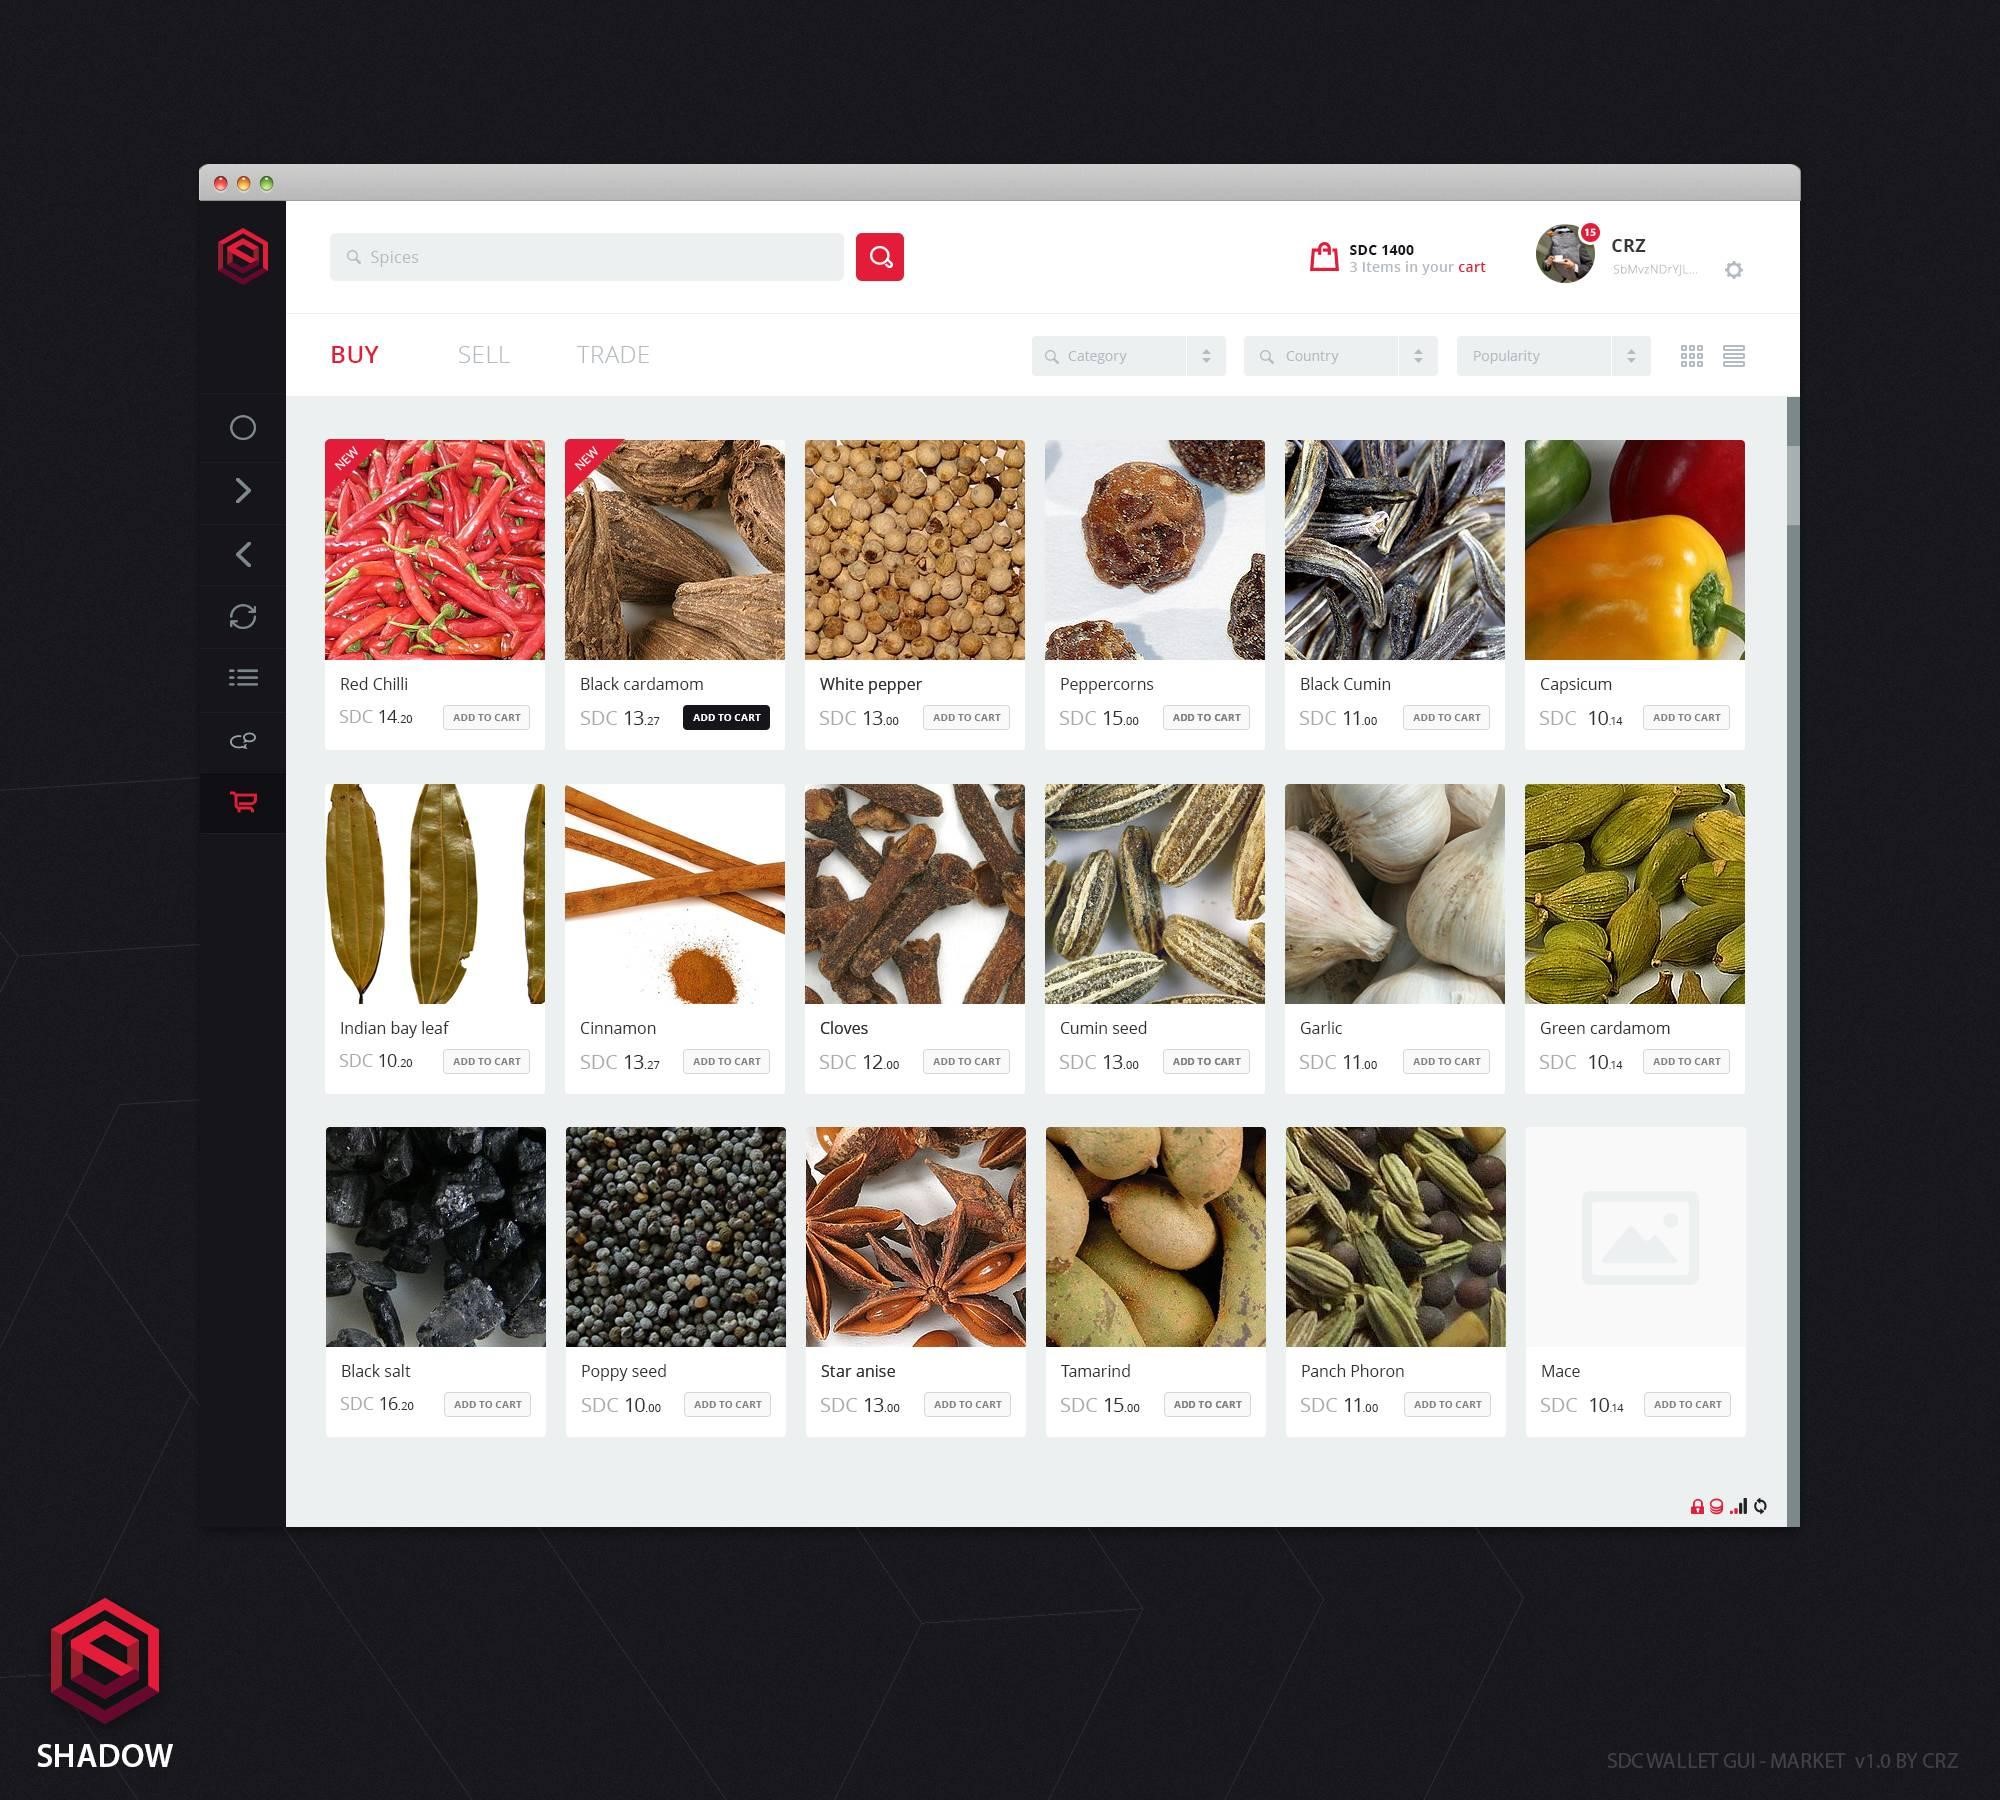 Spices
SDC 1400
3 Items in your cart
15
CRZ
SbMvzNDrYJL...
BUY
SELL
TRADE
Category
Country
Popularity
NEW
NEW
Red Chilli
SDC 14.20
ADD TO CART
Black cardamom
SDC 13.27
ADD TO CART
White pepper
SDC 13.00
ADD TO CART
Peppercorns
SDC 15.00
ADD TO CART
Black Cumin
SDC 11.00
ADD TO CART
Capsicum
SDC 10.14
ADD TO CART
Indian bay leaf
SDC 10.20
ADD TO CART
Cinnamon
SDC 13.27
ADD TO CART
Cloves
SDC 12.00
ADD TO CART
Cumin seed
SDC 13.00
ADD TO CART
Garlic
SDC 11.00
ADD TO CART
Green cardamom
SDC 10.14
ADD TO CART
Black salt
SDC 16.20
ADD TO CART
Poppy seed
SDC 10.00
ADD TO CART
Star anise
SDC 13.00
ADD TO CART
Tamarind
SDC 15.00
ADD TO CART
Panch Phoron
SDC 11.00
ADD TO CART
Mace
SDC 10.14
ADD TO CART
SHADOW
SDC WALLET GUI - MARKET v1.0 BY CRZ